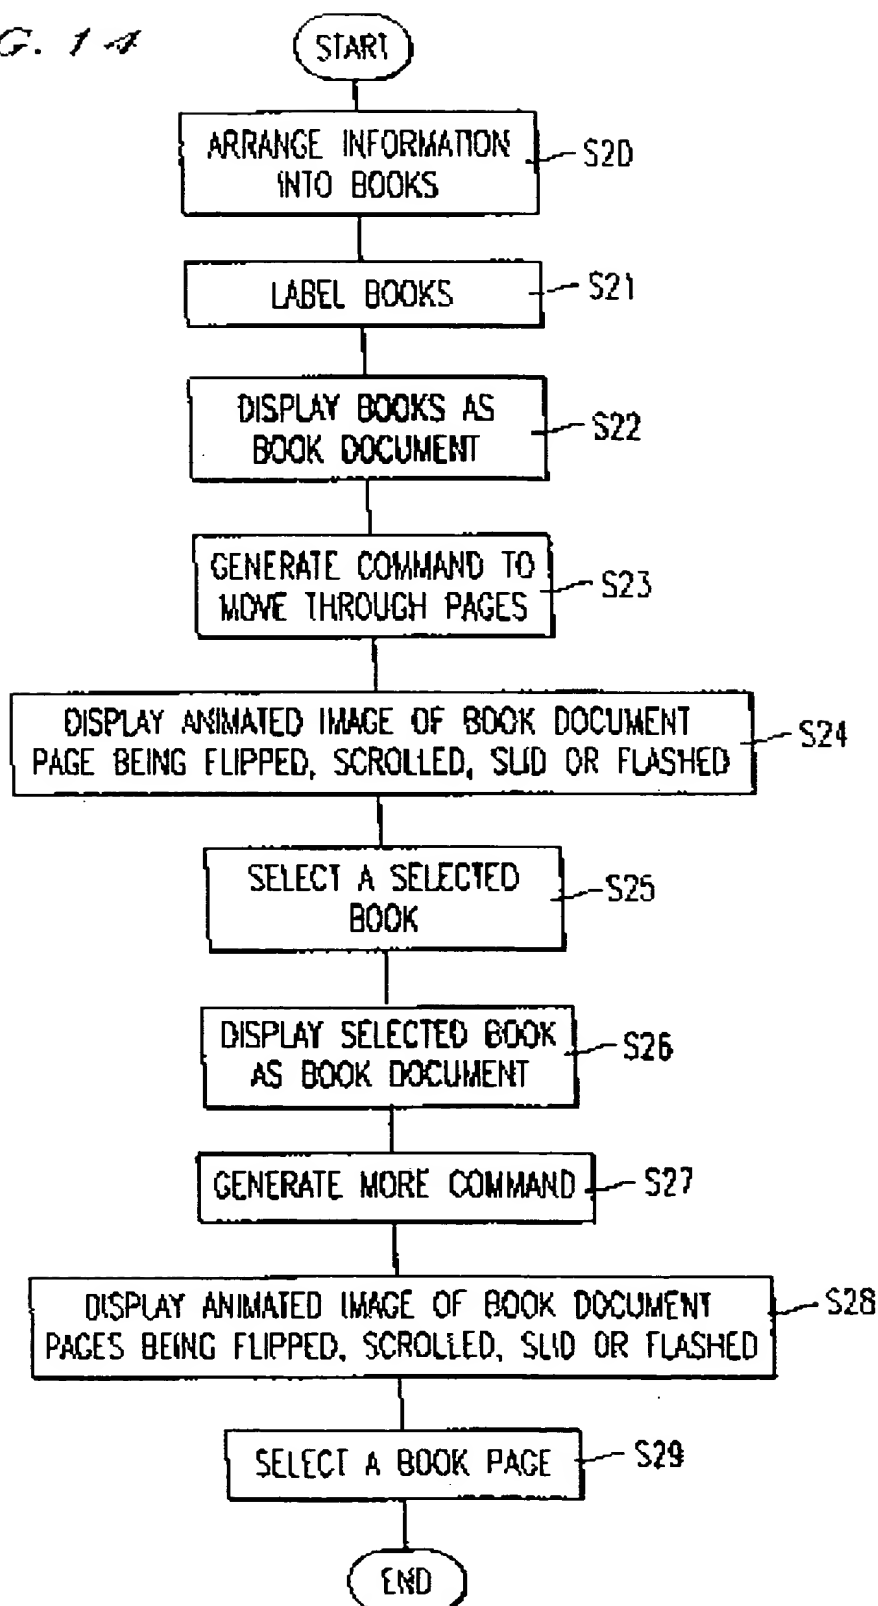 G. 14
START
ARRANGE INFORMATION
INTO BOOKS
S20
LABEL BOOKS
S21
DISPLAY BOOKS AS
BOOK DOCUMENT
S22
GENERATE COMMAND TO
MOVE THROUGH PAGES
S23
DISPLAY ANIMATED IMAGE OF BOOK DOCUMENT
PAGE BEING FLIPPED, SCROLLED, SLID OR FLASHED
S24
SELECT A SELECTED
BOOK
S25
DISPLAY SELECTED BOOK
AS BOOK DOCUMENT
S26
GENERATE MORE COMMAND
S27
DISPLAY ANIMATED IMAGE OF BOOK DOCUMENT
PAGES BEING FLIPPED, SCROLLED, SLID OR FLASHED
S28
SELECT A BOOK PAGE
S29
END